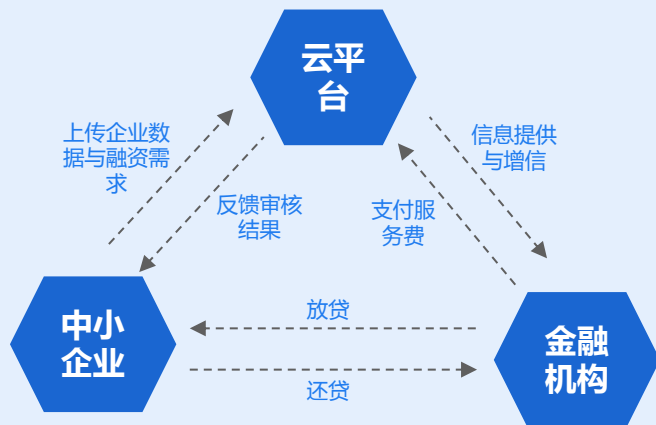 云平
台
上传企业数
据与融资需
求
信息提供
与增信
反馈审核
结果
支付服
务费
中小
企业
放贷
还贷
金融
机构